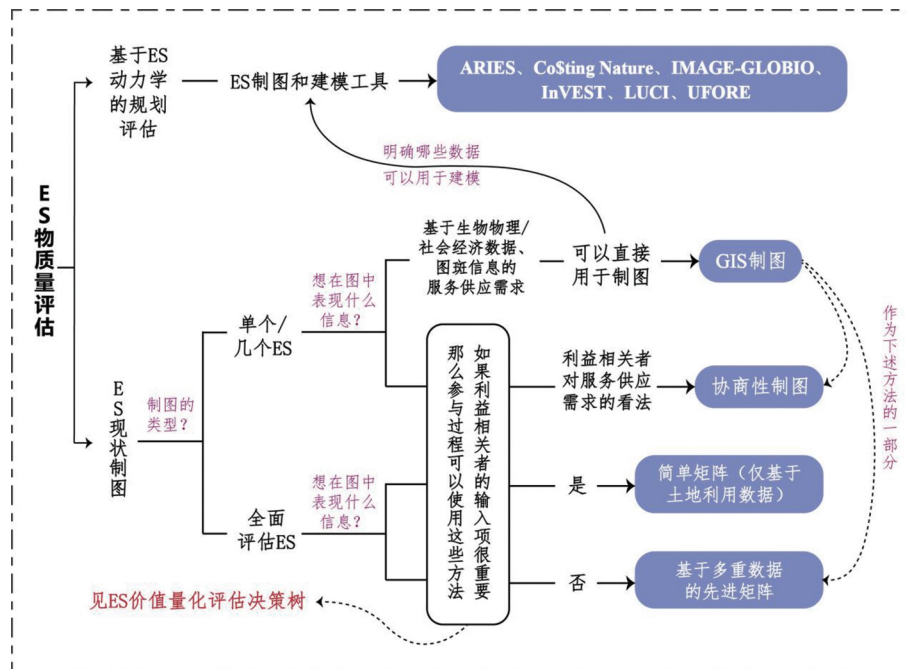 ES物质量评估
基于ES
动力学
的规划
评估
ES制图和建模工具
ARIES、Co$ting Nature、IMAGE-GLOBIO、
InVEST、LUCI、UFORE
明确哪些数据
可以用于建模
ES现状制图
制图的
类型？
单个/
几个ES
想在图中
表现什么
信息？
基于生物物理/
社会经济数据、
图斑信息的
服务供应需求
可以直接
用于制图
GIS制图
作为下述方法的一部分
如果利益相关者的输入项很重要
那么参与过程可以使用这些方法
利益相关者
对服务供应
需求的看法
协商性制图
全面
评估ES
想在图中
表现什么
信息？
是
简单矩阵（仅基于
土地利用数据）
否
基于多重数据
的先进矩阵
见ES价值量化评估决策树